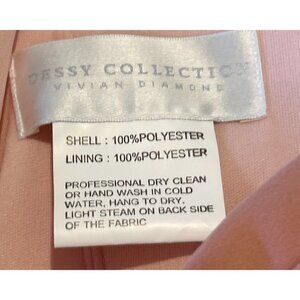 DESSY COLLECTION
VIVIAN DIAMOND
SHELL : 100%POLYESTER
LINING : 100%POLYESTER
PROFESSIONAL DRY CLEAN
OR HAND WASH IN COLD
WATER, HANG TO DRY.
LIGHT STEAM ON BACK SIDE
OF THE FABRIC